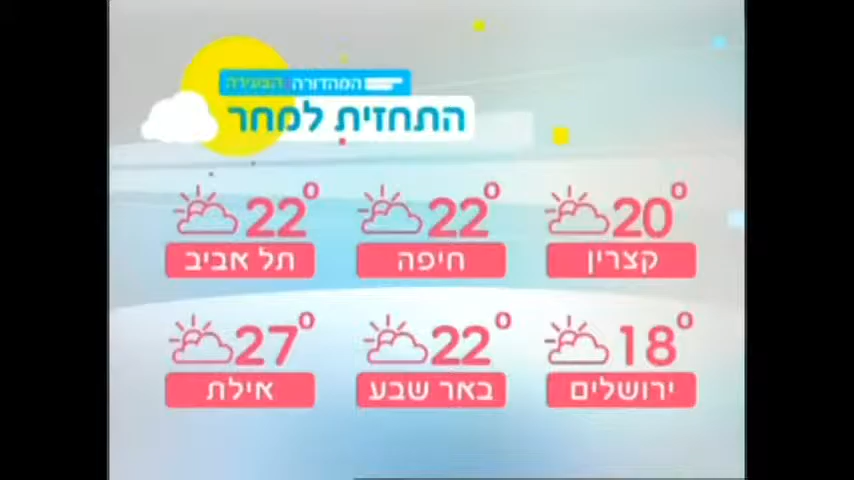 המהדורה הצעירה
התחזית למחר
20° 22° 22°
קצרין חיפה תל אביב
18° 22° 27°
ירושלים באר שבע אילת